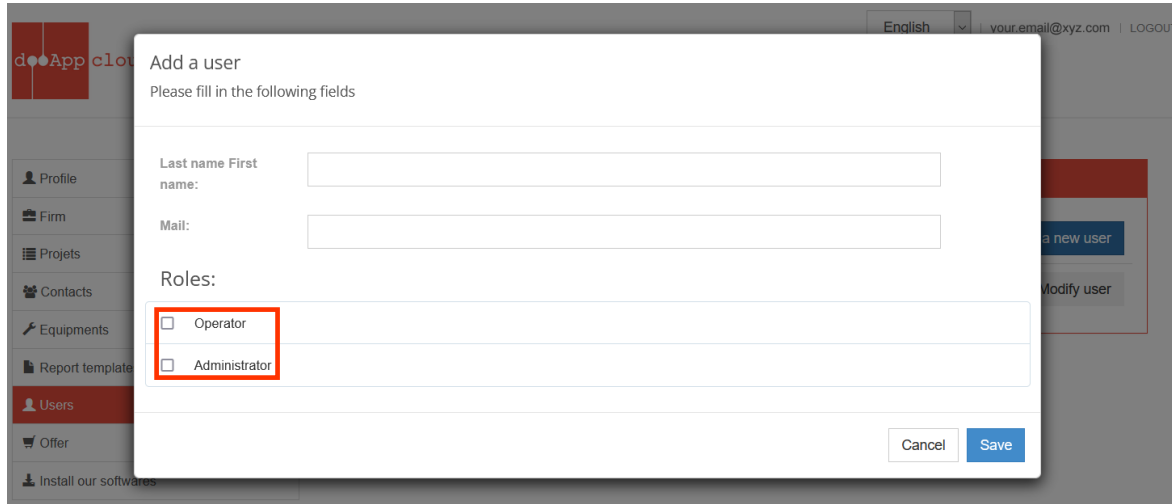 English
your.email@xyz.com | LOGOUT
dooApp clou
Add a user
Please fill in the following fields
Last name First
name:
Mail:
Roles:
Operator
Administrator
Cancel
Save
Profile
Firm
Projets
Contacts
Equipments
Report template
Users
Offer
Install our softwares
a new user
Modify user